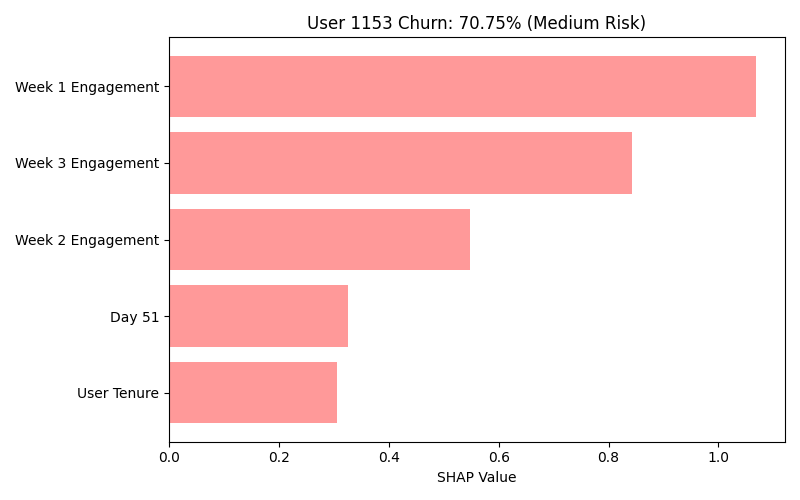 User 1153 Churn: 70.75% (Medium Risk)
Week 1 Engagement
Week 3 Engagement
Week 2 Engagement
Day 51
User Tenure
0.0 0.2 0.4 0.6 0.8 1.0
SHAP Value